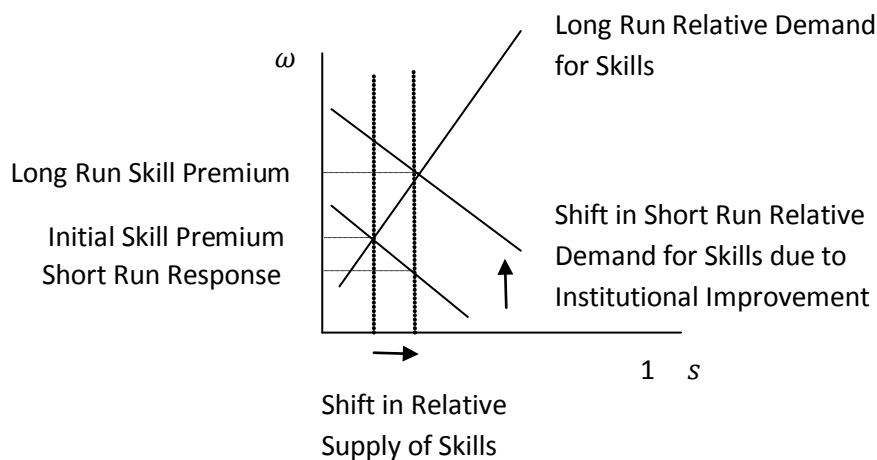 Long Run Relative Demand
for Skills
ω
Long Run Skill Premium
Initial Skill Premium
Short Run Response
Shift in Short Run Relative
Demand for Skills due to
Institutional Improvement
1 s
Shift in Relative
Supply of Skills